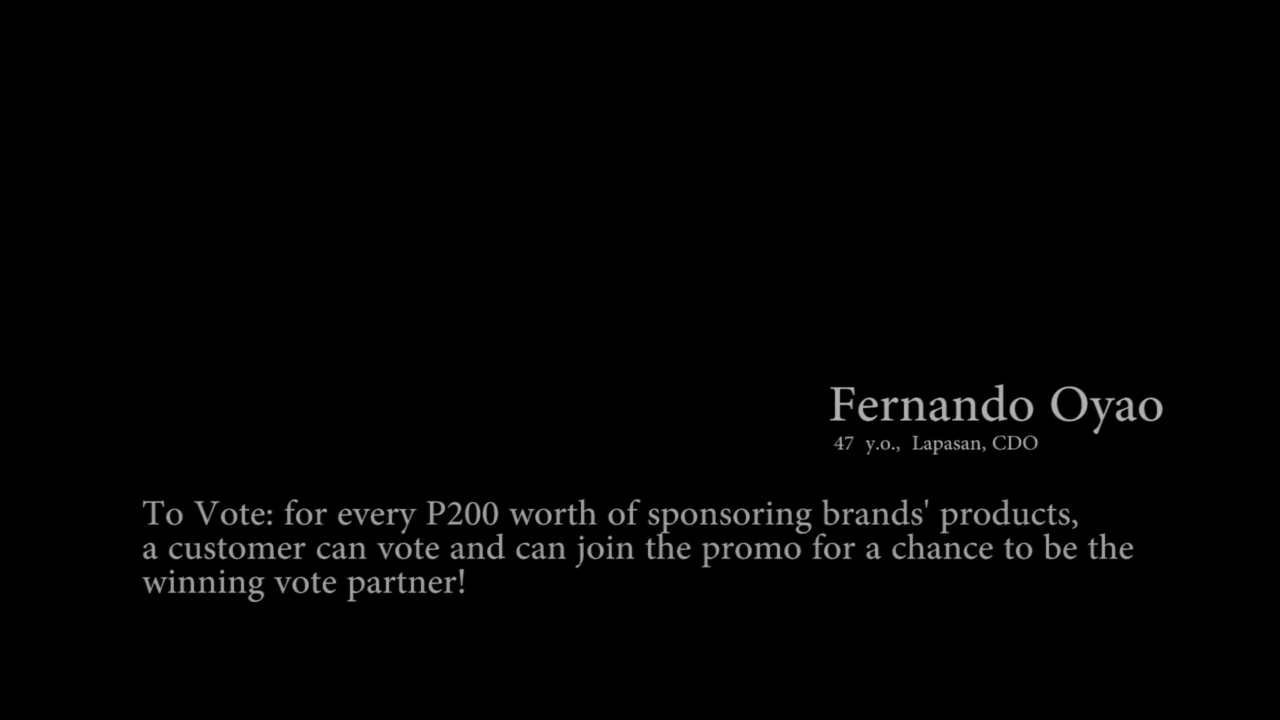 Fernando Oyao
47 y.o., Lapasan, CDO
To Vote: for every P200 worth of sponsoring brands' products,
a customer can vote and can join the promo for a chance to be the
winning vote partner!